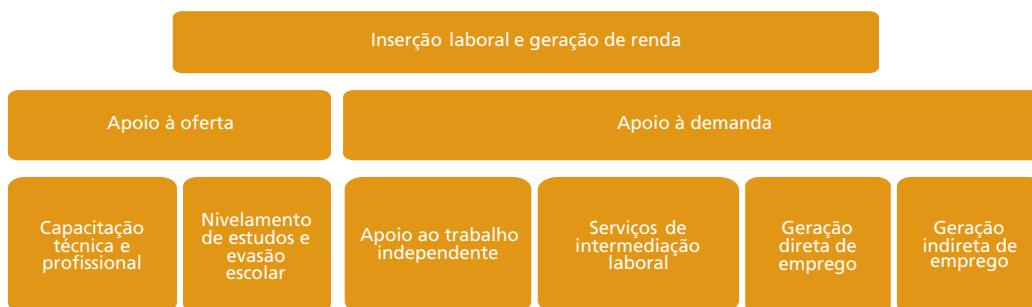 Inserção laboral e geração de renda
Apoio à oferta
Apoio à demanda
Capacitação
técnica e
profissional
Nivelamento
de estudos e
evasão
escolar
Apoio ao trabalho
independente
Serviços de
intermediação
laboral
Geração
direta de
emprego
Geração
indireta de
emprego